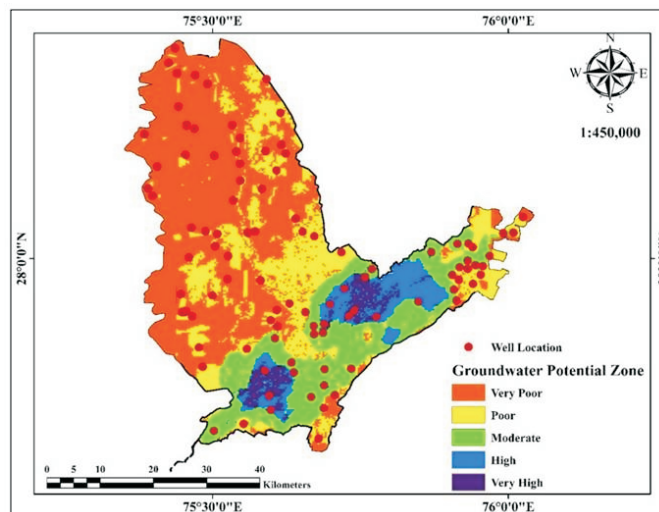 75°30'0"E 76°0'0"E
N
W E
S
1:450,000
28°0'0"N
Well Location
Groundwater Potential Zone
Very Poor
Poor
Moderate
High
Very High
0 5 10 20 30 40
Kilometers
75°30'0"E 76°0'0"E